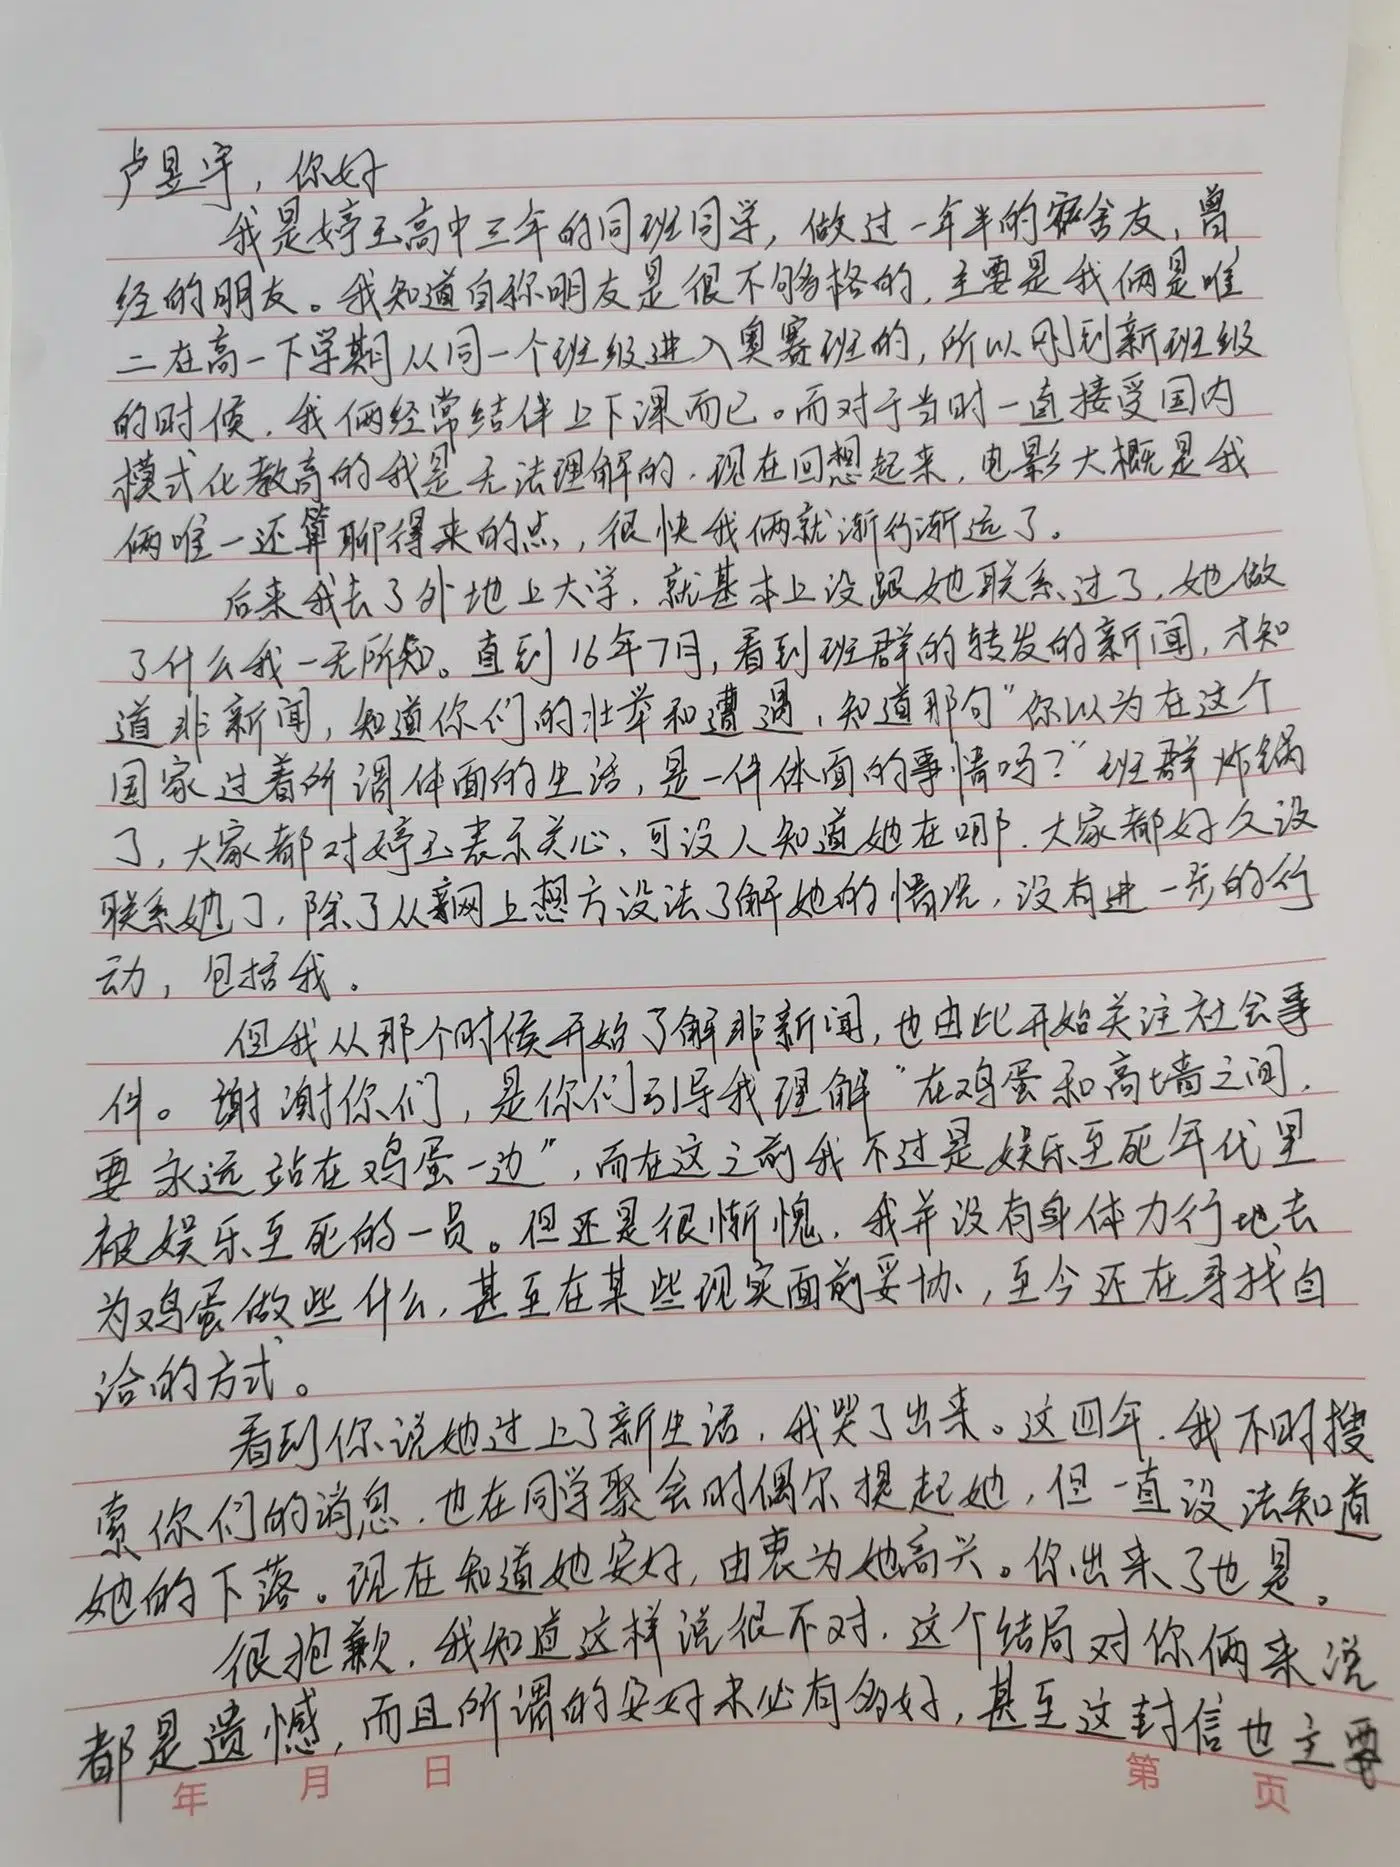 卢昱宇，你好
我是婷玉高中三年的同班同学，做过一年半的宿舍友，曾
经的朋友。我知道自称朋友是很不够格的，主要是我俩是唯
二在高一下学期从同一个班级进入奥赛班的，所以刚到新班级
的时候，我俩经常结伴上下课而已。而对于当时一直接受国内
模式化教育的我是无法理解的，现在回想起来，电影大概是我
俩唯一还算聊得来的点，很快我俩就渐行渐远了。
后来我去了外地上大学，就基本上没跟她联系过了，她做
了什么我一无所知。直到16年7月，看到班群的转发的新闻，才知
道非新闻，知道你们的壮举和遭遇，知道那句“你以为在这个
国家过着所谓体面的生活，是一件体面的事情吗？”班群炸锅
了，大家都对婷玉表示关心，可没人知道她在哪，大家都好久没
联系她了，除了从网上想方设法了解她的情况，没有进一步的行
动，包括我。
但我从那个时候开始了解非新闻，也由此开始关注社会事
件。谢谢你们，是你们引导我理解“在鸡蛋和高墙之间，
要永远站在鸡蛋一边”，而在这之前我不过是娱乐至死年代里
被娱乐至死的一员。但还是很惭愧，我并没有身体力行地去
为鸡蛋做些什么，甚至在某些现实面前妥协，至今还在寻找自
洽的方式。
看到你说她过上了新生活，我哭了出来。这四年，我不时搜
索你们的消息，也在同学聚会时偶尔提起她，但一直没法知道
她的下落。现在知道她安好，由衷为她高兴。你出来了也是。
很抱歉，我知道这样说很不对，这个结局对你俩来说
都是遗憾，而且所谓的安好未必有多好，甚至这封信也主要
年 月 日 第 页